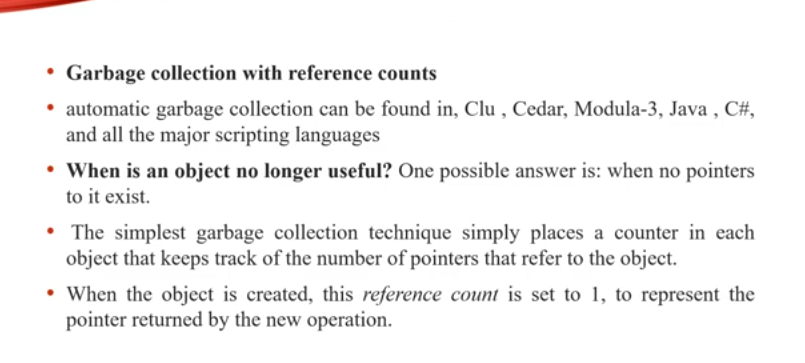 Garbage collection with reference counts
automatic garbage collection can be found in, Clu , Cedar, Modula-3, Java , C#,
and all the major scripting languages
When is an object no longer useful? One possible answer is: when no pointers
to it exist.
The simplest garbage collection technique simply places a counter in each
object that keeps track of the number of pointers that refer to the object.
When the object is created, this reference count is set to 1, to represent the
pointer returned by the new operation.